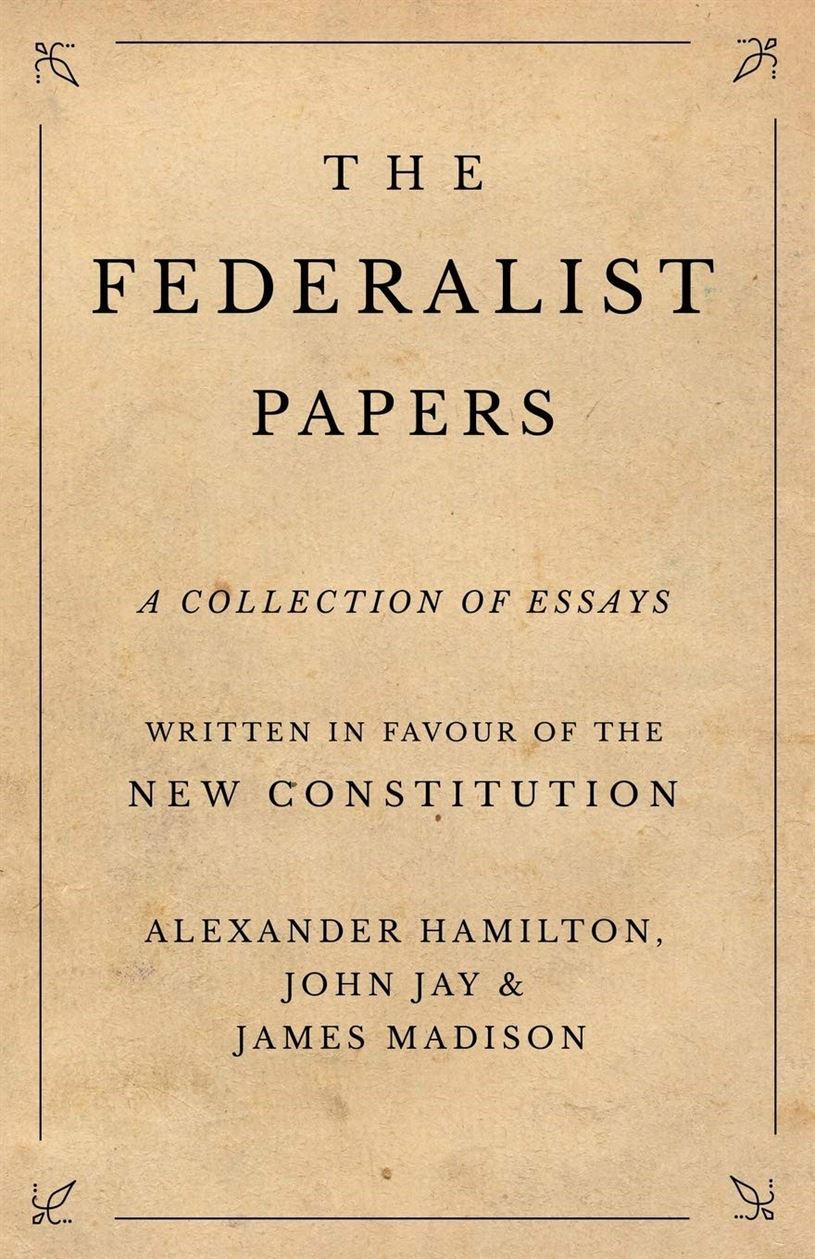 THE
FEDERALIST
PAPERS
A COLLECTION OF ESSAYS
WRITTEN IN FAVOUR OF THE
NEW CONSTITUTION
ALEXANDER HAMILTON,
JOHN JAY &
JAMES MADISON